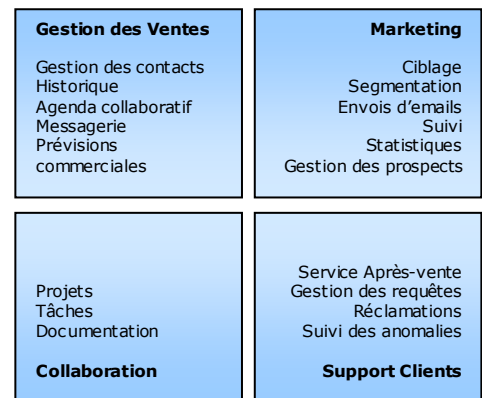 Gestion des Ventes
Gestion des contacts
Historique
Agenda collaboratif
Messagerie
Prévisions
commerciales
Marketing
Ciblage
Segmentation
Envois d’emails
Suivi
Statistiques
Gestion des prospects
Projets
Tâches
Documentation
Collaboration
Service Après-vente
Gestion des requêtes
Réclamations
Suivi des anomalies
Support Clients